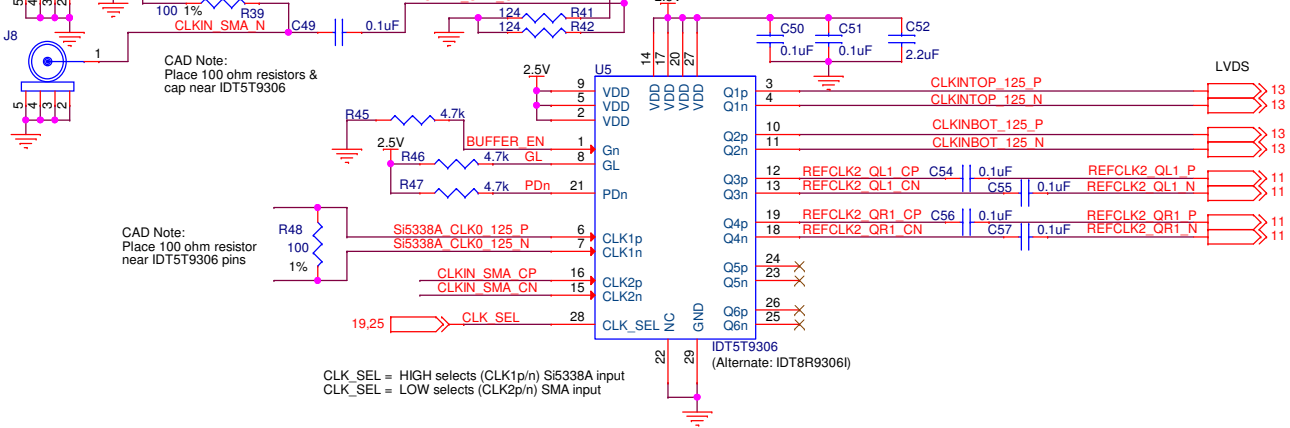 5
4
3
2
100 1%
R39
CLKIN_SMA_N
C49
0.1uF
124
R41
124
R42
J8
1
5
4
3
2
CAD Note:
Place 100 ohm resistors &
cap near IDT5T9306
C50
0.1uF
C51
0.1uF
C52
2.2uF
14
17
20
27
2.5V
U5
9
VDD
5
VDD
2
VDD
VDD
VDD
VDD
VDD
R45
4.7k
BUFFER_EN
1
Gn
2.5V
R46
4.7k
GL
8
GL
R47
4.7k
PDn
21
PDn
CAD Note:
Place 100 ohm resistor
near IDT5T9306 pins
R48
100
1%
Si5338A_CLK0_125_P
6
CLK1p
Si5338A_CLK0_125_N
7
CLK1n
CLKIN_SMA_CP
16
CLK2p
CLKIN_SMA_CN
15
CLK2n
19,25
CLK_SEL
28
CLK_SEL
NC
GND
22
29
Q1p
3
CLKINTOP_125_P
13
Q1n
4
CLKINTOP_125_N
13
LVDS
Q2p
10
CLKINBOT_125_P
13
Q2n
11
CLKINBOT_125_N
13
Q3p
12
REFCLK2_QL1_CP
C54
0.1uF
REFCLK2_QL1_P
11
Q3n
13
REFCLK2_QL1_CN
C55
0.1uF
REFCLK2_QL1_N
11
Q4p
19
REFCLK2_QR1_CP
C56
0.1uF
REFCLK2_QR1_P
11
Q4n
18
REFCLK2_QR1_CN
C57
0.1uF
REFCLK2_QR1_N
11
Q5p
24
Q5n
23
Q6p
26
Q6n
25
IDT5T9306
(Alternate: IDT8R9306I)
CLK_SEL = HIGH selects (CLK1p/n) Si5338A input
CLK_SEL = LOW selects (CLK2p/n) SMA input